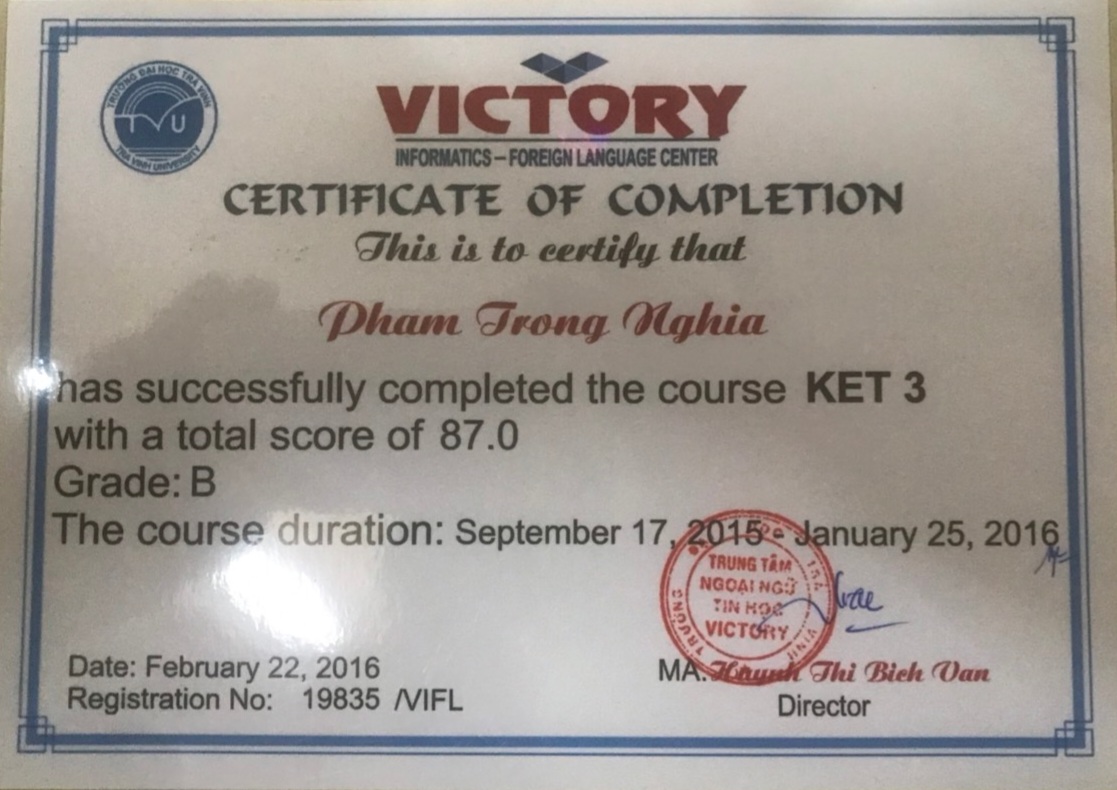 TRƯỜNG ĐẠI HỌC TRÀ VINH
TVU
TRA VINH UNIVERSITY
VICTORY
INFORMATICS – FOREIGN LANGUAGE CENTER
CERTIFICATE OF COMPLETION
This is to certify that
Pham Trong Nghia
has successfully completed the course KET 3
with a total score of 87.0
Grade: B
The course duration: September 17, 2015 - January 25, 2016
TRUNG TÂM
NGOẠI NGỮ
TIN HỌC
VICTORY
TRƯỜNG
VINH
Date: February 22, 2016
Registration No: 19835 /VIFL
MA. Huynh Thi Bich Van
Director